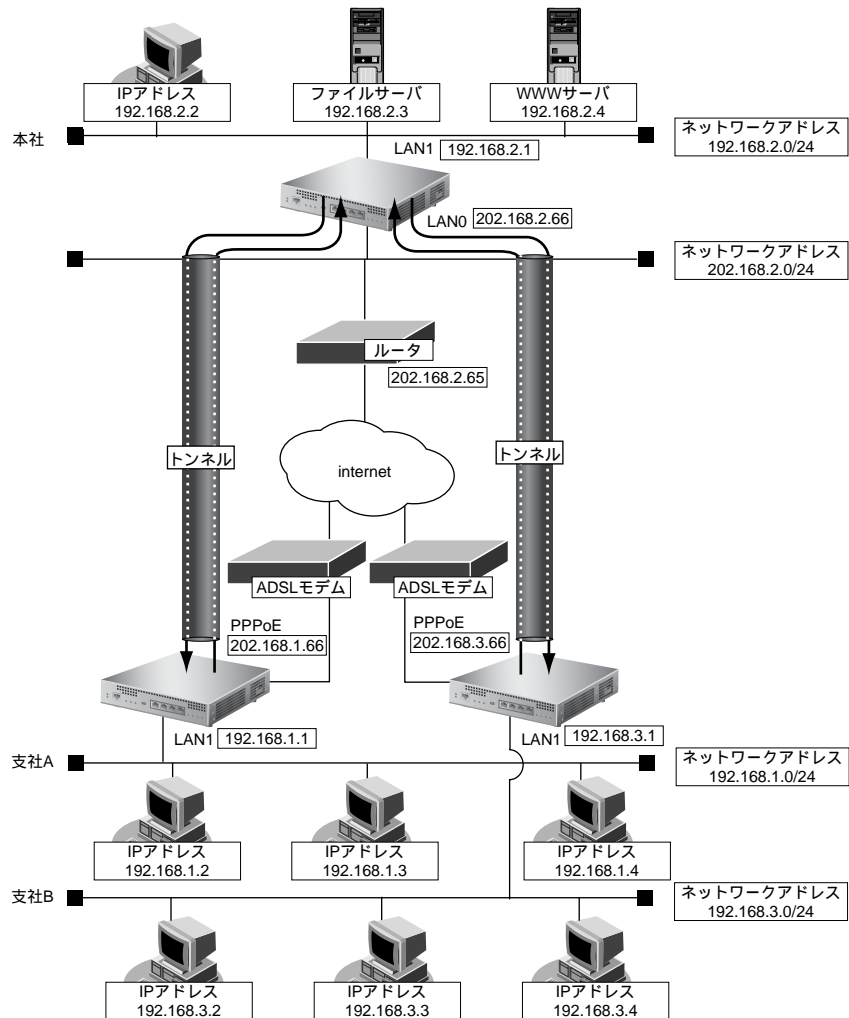 IPアドレス
192.168.2.2
ファイルサーバ
192.168.2.3
WWWサーバ
192.168.2.4
本社
ネットワークアドレス
192.168.2.0/24
LAN1 192.168.2.1
LAN0 202.168.2.66
ネットワークアドレス
202.168.2.0/24
ルータ
202.168.2.65
トンネル
internet
トンネル
ADSLモデム
ADSLモデム
PPPoE
202.168.1.66
PPPoE
202.168.3.66
LAN1 192.168.1.1
LAN1 192.168.3.1
支社A
ネットワークアドレス
192.168.1.0/24
IPアドレス
192.168.1.2
IPアドレス
192.168.1.3
IPアドレス
192.168.1.4
支社B
ネットワークアドレス
192.168.3.0/24
IPアドレス
192.168.3.2
IPアドレス
192.168.3.3
IPアドレス
192.168.3.4